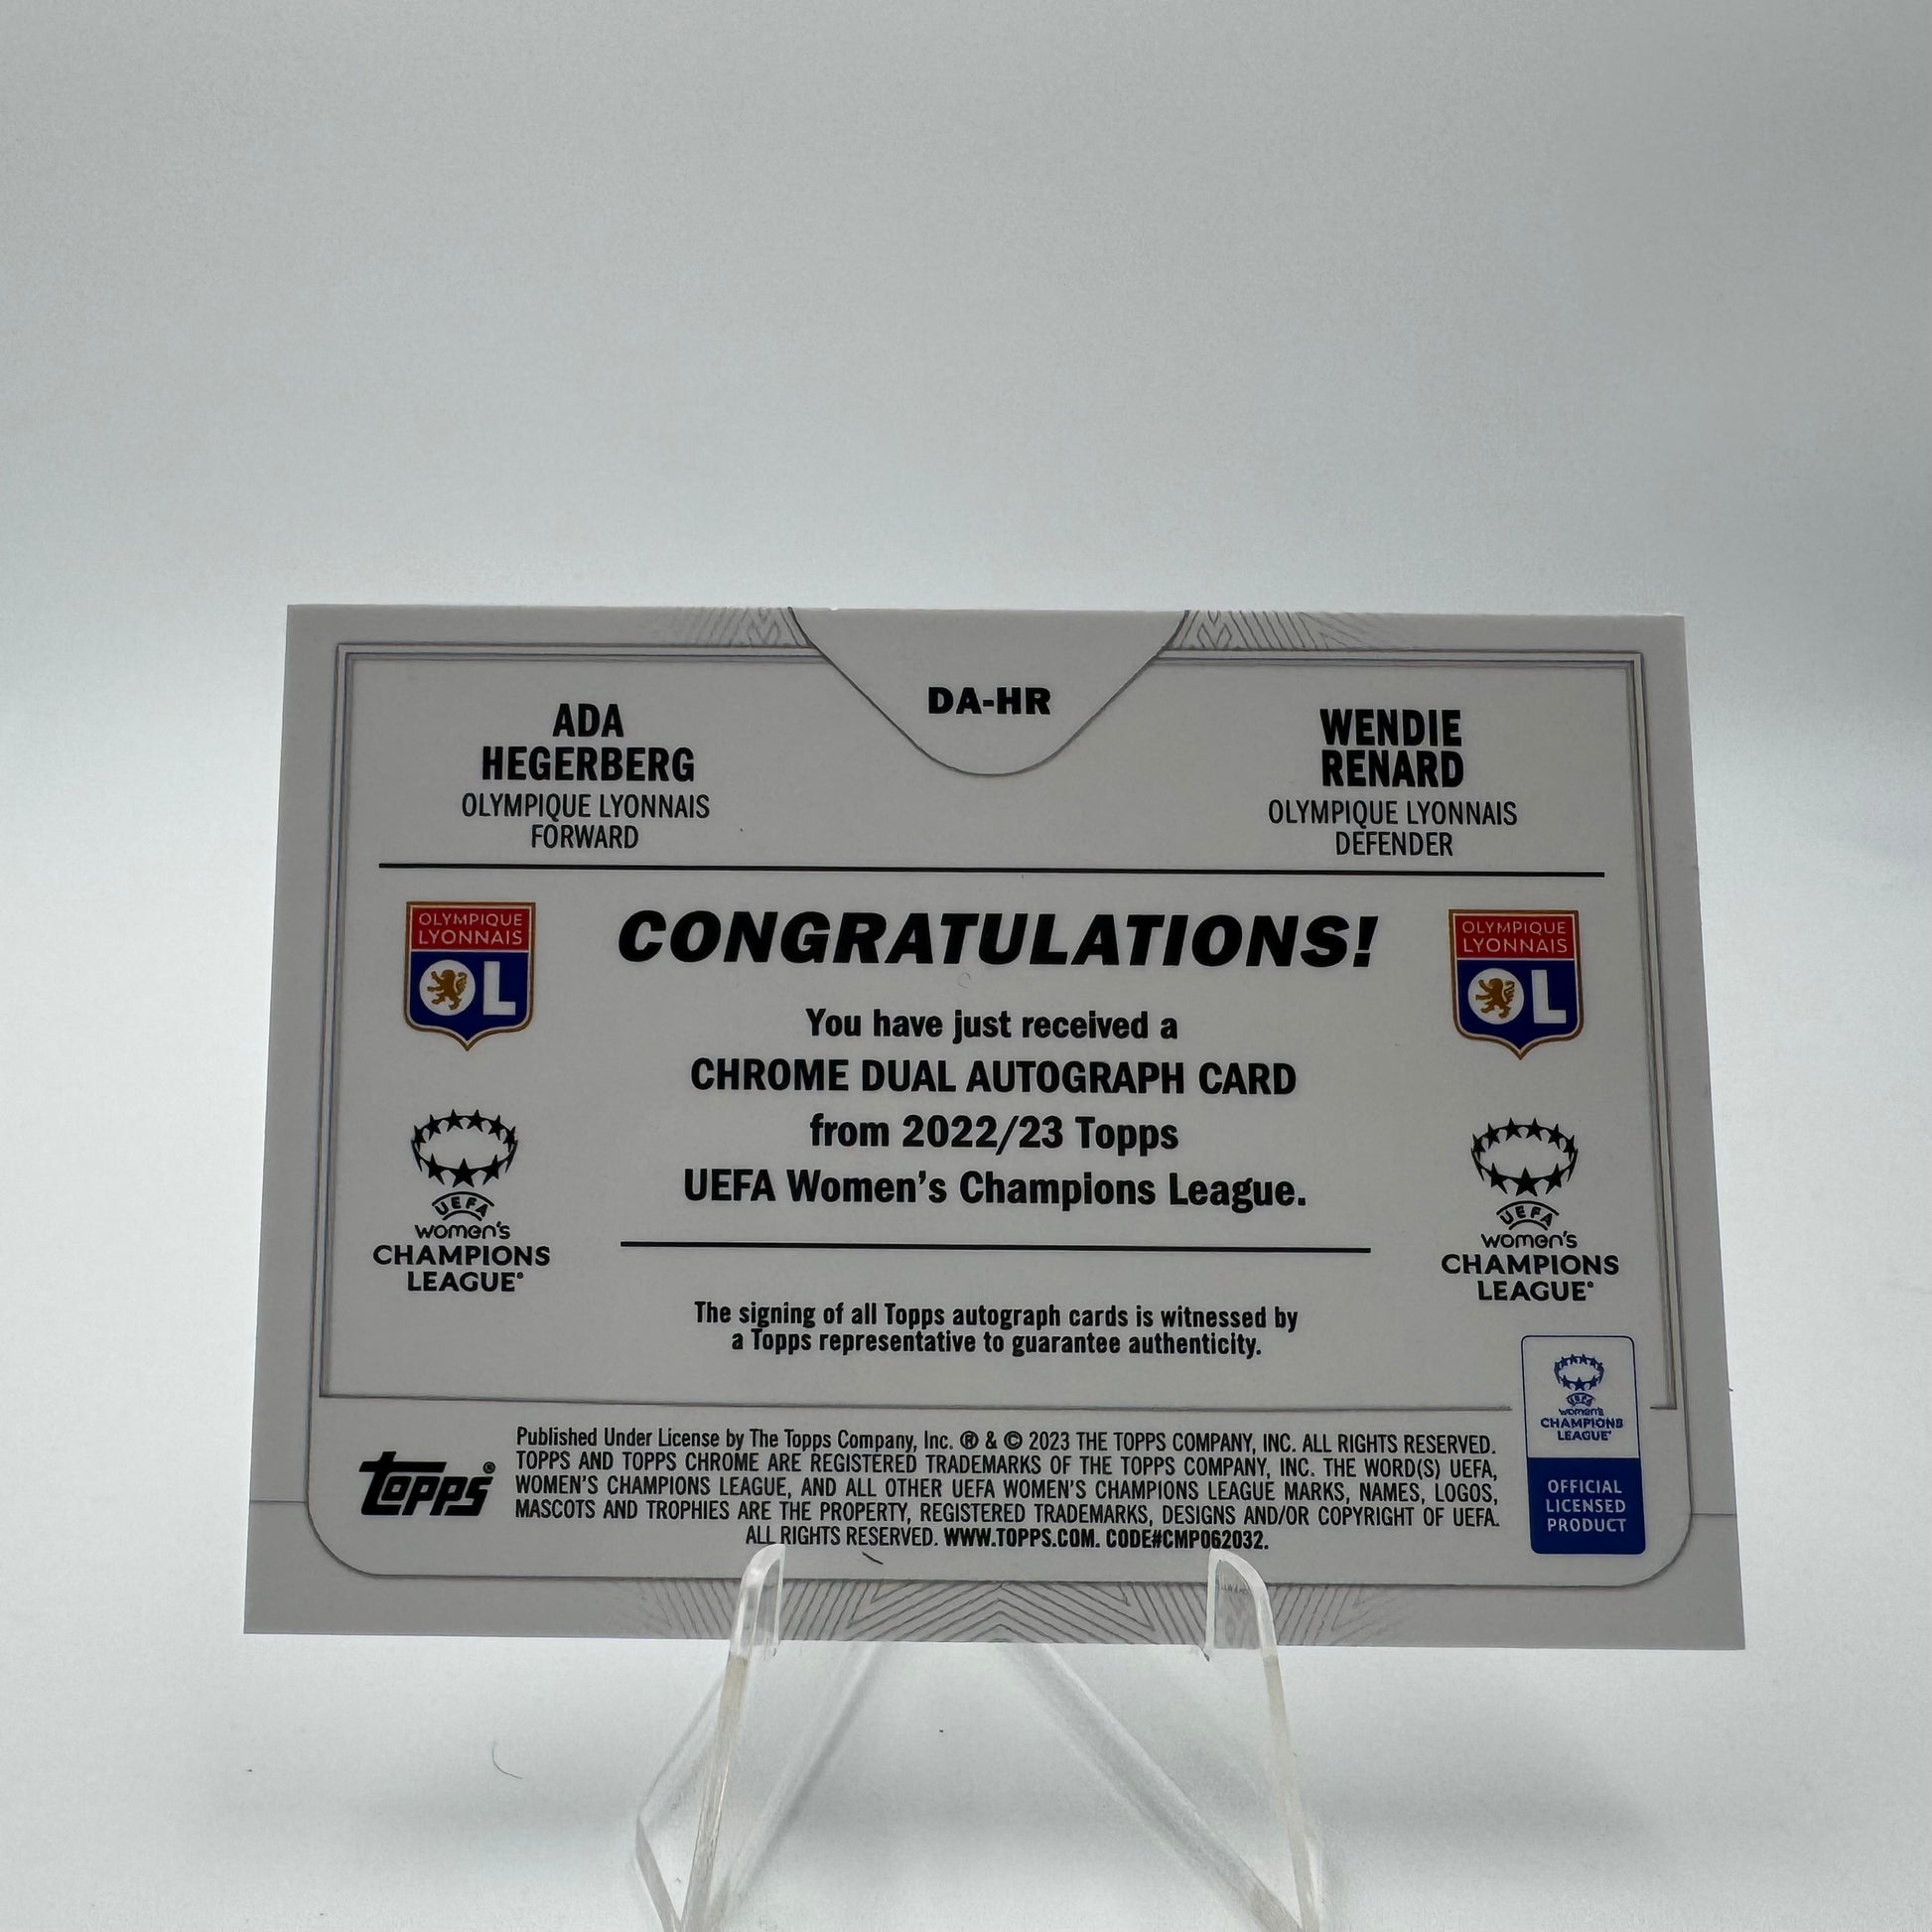 DA-HR
ADA
HEGERBERG
OLYMPIQUE LYONNAIS
FORWARD
WENDIE
RENARD
OLYMPIQUE LYONNAIS
DEFENDER
OLYMPIQUE
LYONNAIS
OL
UEFA
women's
CHAMPIONS
LEAGUE®
CONGRATULATIONS!
You have just received a
CHROME DUAL AUTOGRAPH CARD
from 2022/23 Topps
UEFA Women's Champions League.
The signing of all Topps autograph cards is witnessed by
a Topps representative to guarantee authenticity.
OLYMPIQUE
LYONNAIS
OL
UEFA
women's
CHAMPIONS
LEAGUE®
topps®
Published Under License by The Topps Company, Inc. ® & © 2023 THE TOPPS COMPANY, INC. ALL RIGHTS RESERVED.
TOPPS AND TOPPS CHROME ARE REGISTERED TRADEMARKS OF THE TOPPS COMPANY, INC. THE WORD(S) UEFA,
WOMEN'S CHAMPIONS LEAGUE, AND ALL OTHER UEFA WOMEN'S CHAMPIONS LEAGUE MARKS, NAMES, LOGOS,
MASCOTS AND TROPHIES ARE THE PROPERTY, REGISTERED TRADEMARKS, DESIGNS AND/OR COPYRIGHT OF UEFA.
ALL RIGHTS RESERVED. WWW.TOPPS.COM. CODE#CMP062032.
UEFA
women's
CHAMPIONS
LEAGUE®
OFFICIAL
LICENSED
PRODUCT